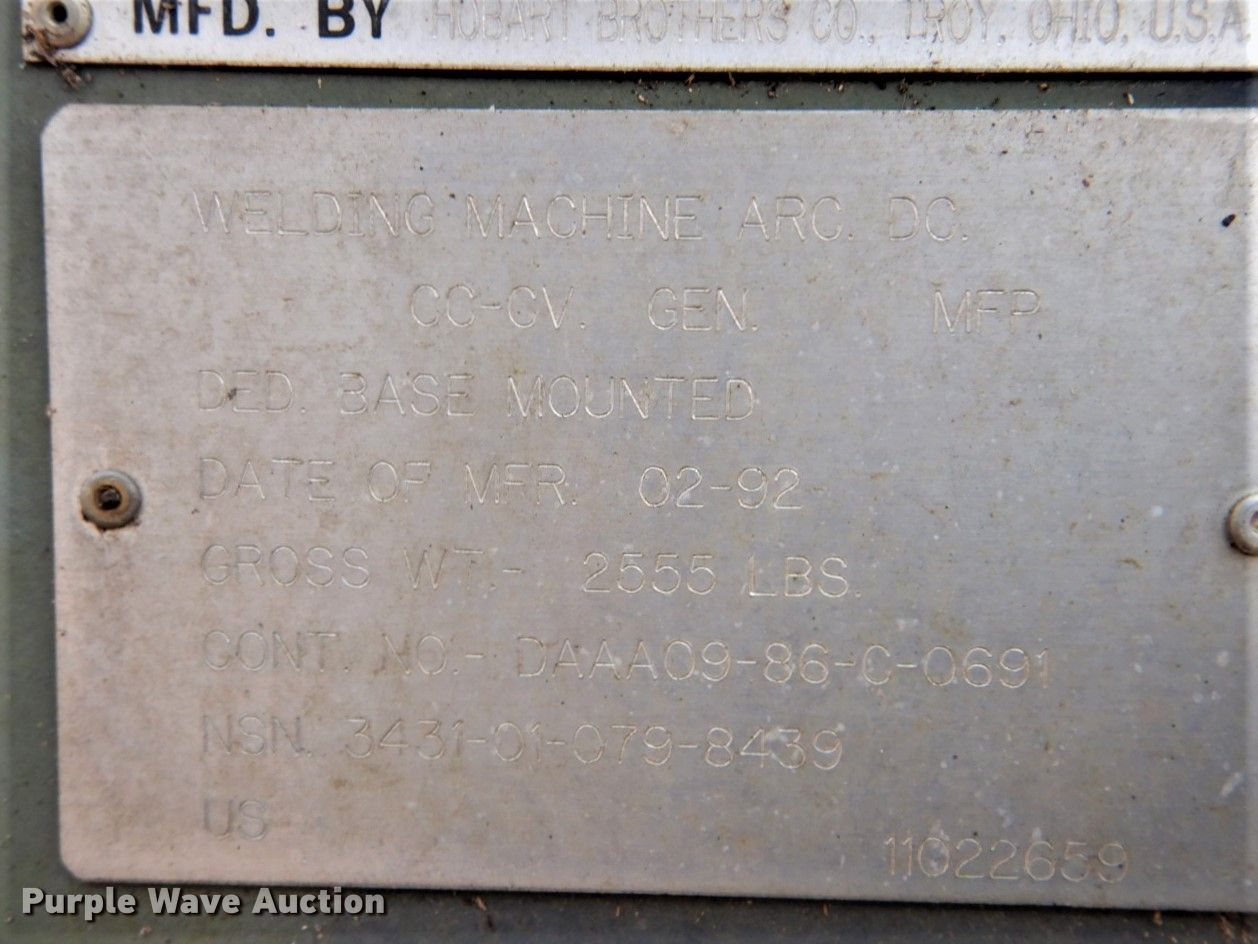 MFD. BY HOBART BROTHERS CO., TROY, OHIO, U.S.A
WELDING MACHINE ARC. DC.
CC-CV. GEN. MFP.
DED. BASE MOUNTED
DATE OF MFR. 02-92
GROSS WT.- 2555 LBS.
CONT. NO.- DAAA09-86-C-0691
NSN. 3431-01-079-8439
US
11022659
Purple Wave Auction